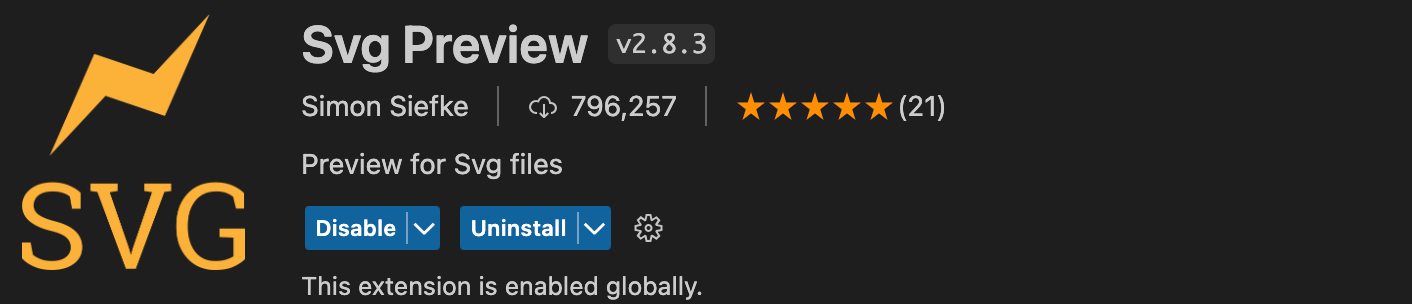 SVG
Svg Preview v2.8.3
Simon Siefke 796,257 (21)
Preview for Svg files
Disable Uninstall
This extension is enabled globally.